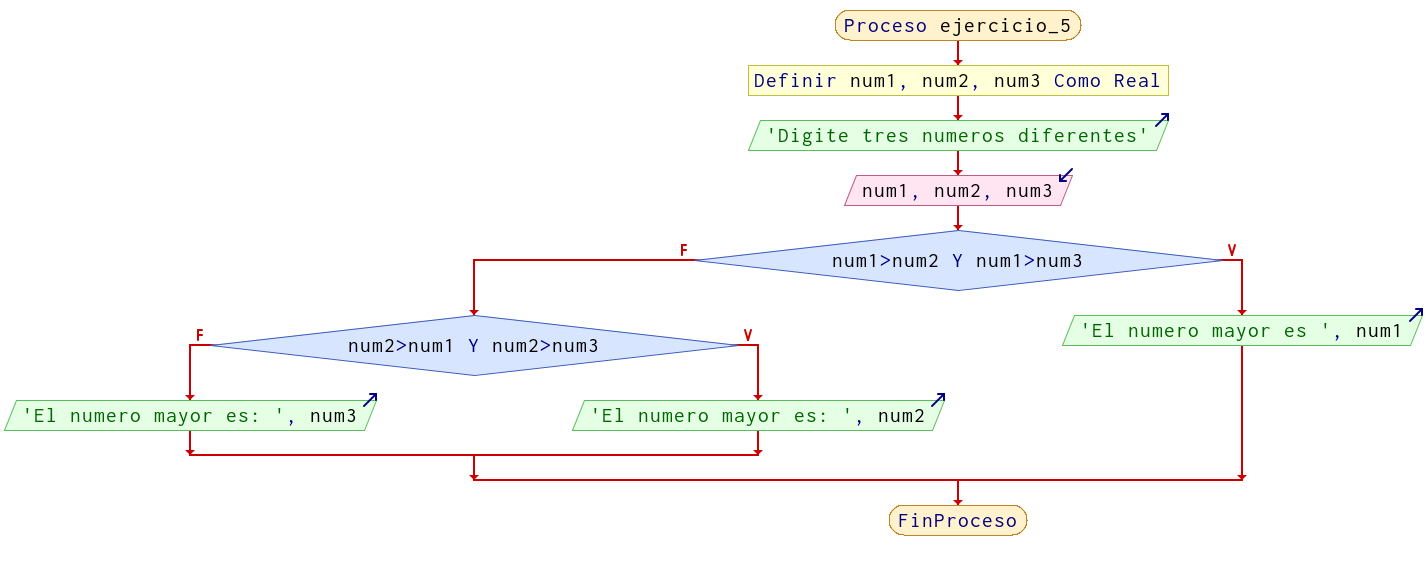 Proceso ejercicio_5
Definir num1, num2, num3 Como Real
'Digite tres numeros diferentes'
num1, num2, num3
F
V
num1>num2 Y num1>num3
'El numero mayor es ', num1
F
V
num2>num1 Y num2>num3
'El numero mayor es: ', num3
'El numero mayor es: ', num2
FinProceso